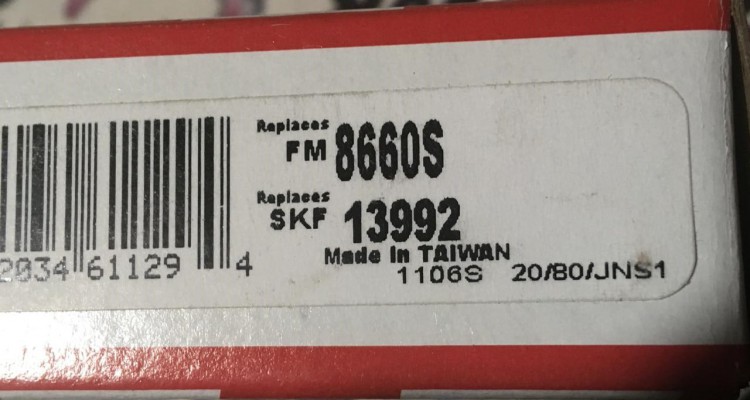 Replaces
FM 8660S
Replaces
SKF 13992
Made In TAIWAN
1106S 20/80/JNS1
2034 61129 4